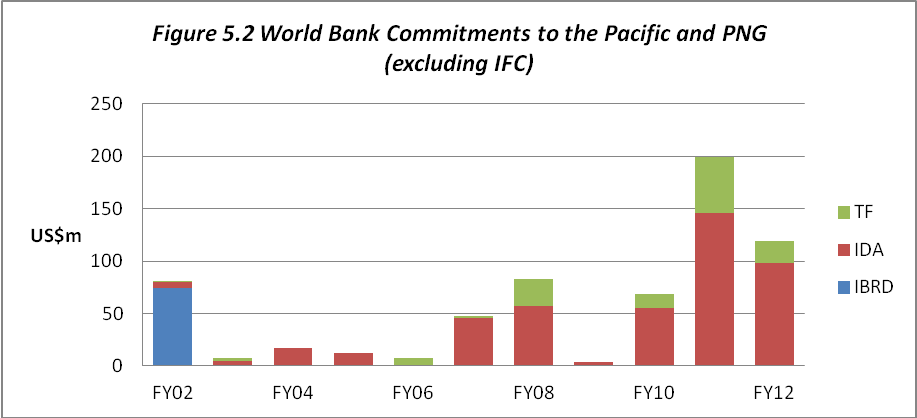 Figure 5.2 World Bank Commitments to the Pacific and PNG
(excluding IFC)
250
200
150
100
50
0
US$m
FY02 FY04 FY06 FY08 FY10 FY12
TF
IDA
IBRD